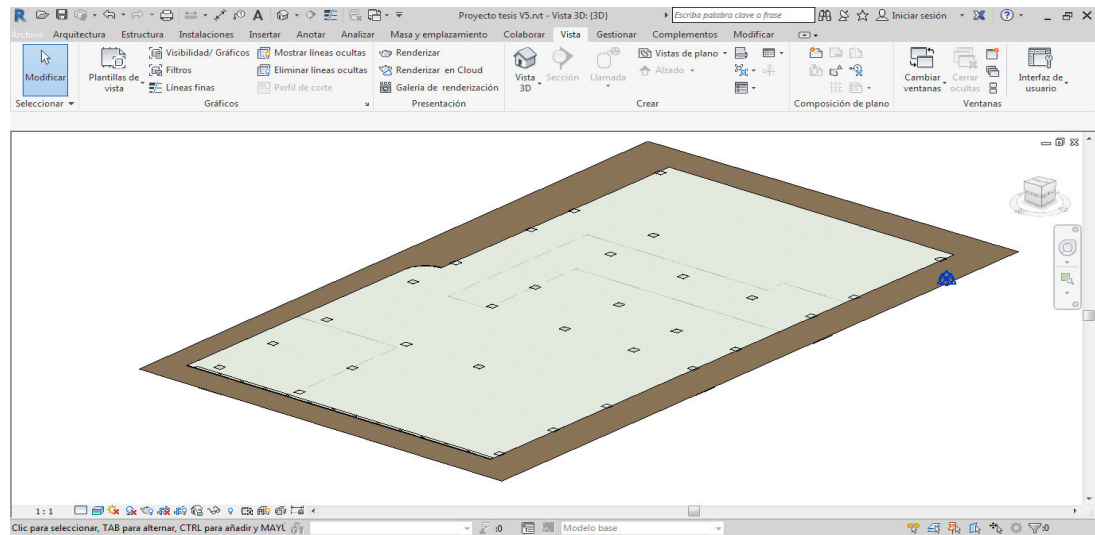 Proyecto tesis V5.rvt - Vista 3D: {3D}
Escriba palabra clave o frase
Iniciar sesión
Archivo Arquitectura Estructura Instalaciones Insertar Anotar Analizar Masa y emplazamiento Colaborar Vista Gestionar Complementos Modificar
Modificar
Seleccionar
Plantillas de vista
Visibilidad/ Gráficos
Filtros
Líneas finas
Mostrar líneas ocultas
Eliminar líneas ocultas
Perfil de corte
Gráficos
Renderizar
Renderizar en Cloud
Galería de renderización
Presentación
Vista 3D
Sección
Llamada
Vistas de plano
Alzado
Crear
Composición de plano
Cambiar ventanas
Cerrar ocultas
Ventanas
Interfaz de usuario
1:1
Clic para seleccionar, TAB para alternar, CTRL para añadir y MAYÚ
:0
Modelo base
:0